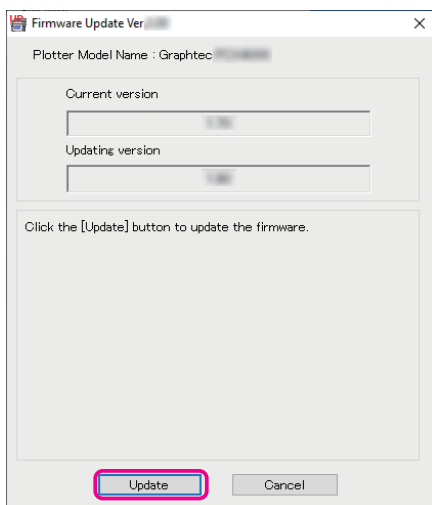 Firmware Update Ver.
Plotter Model Name : Graphtec
Current version
Updating version
Click the [Update] button to update the firmware.
Update
Cancel